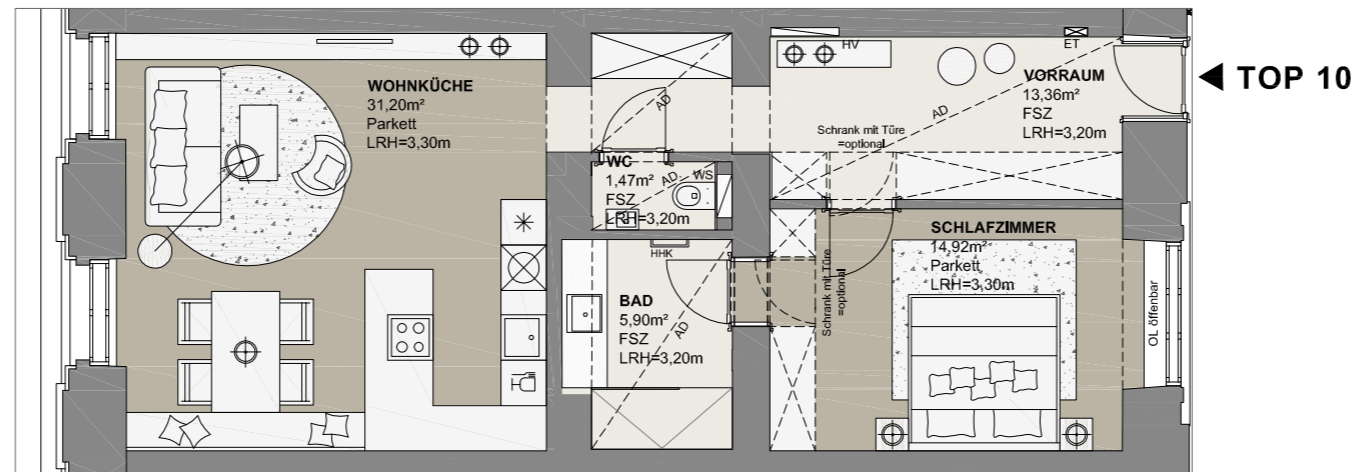 WOHNKÜCHE
31,20m²
Parkett
LRH=3,30m
AD
WC
1,47m²
FSZ
LRH=3,20m
AD.
WS
HHK
BAD
5,90m²
FSZ
LRH=3,20m
AD
HV
ET
VORRAUM
13,36m²
FSZ
LRH=3,20m
AD
Schrank mit Türe
=optional
TOP 10
SCHLAFZIMMER
14,92m²
Parkett
LRH=3,30m
Schrank mit Türe
=optional
OL öffenbar